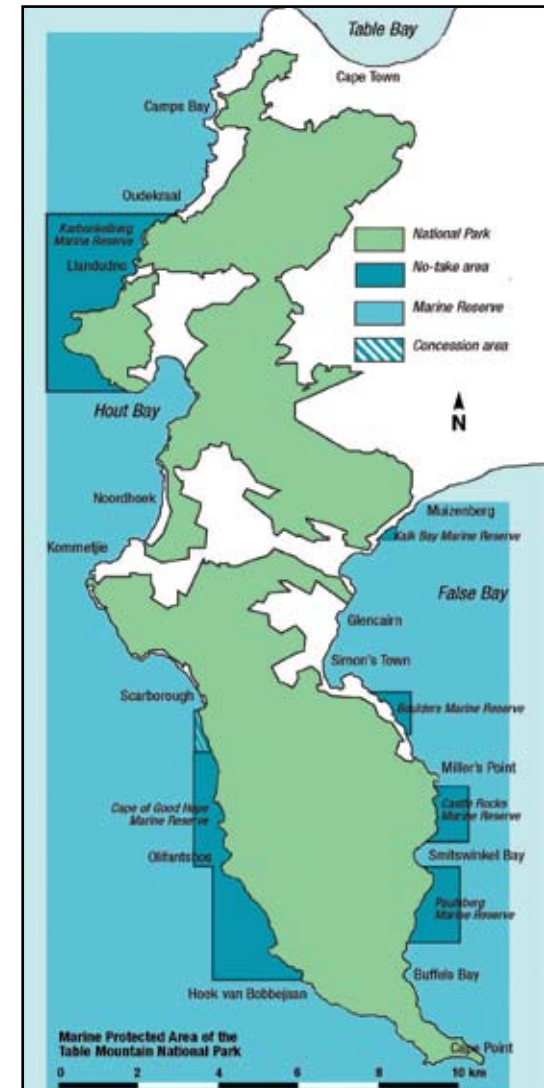 Table Bay
Cape Town
Camps Bay
Oudekraal
Karbonkelberg
Marine Reserve
Llandudno
National Park
No-take area
Marine Reserve
Concession area
N
Hout Bay
Noordhoek
Muizenberg
Kalk Bay Marine Reserve
Kommetjie
False Bay
Glencairn
Simon's Town
Scarborough
Boulders Marine Reserve
Miller's Point
Cape of Good Hope
Marine Reserve
Castle Rocks
Marine Reserve
Olifantsbos
Smitswinkel Bay
Paulsberg
Marine Reserve
Buffels Bay
Hoek van Bobbejaan
Marine Protected Area of the
Table Mountain National Park
Cape Point
0 2 4 6 8 10 km